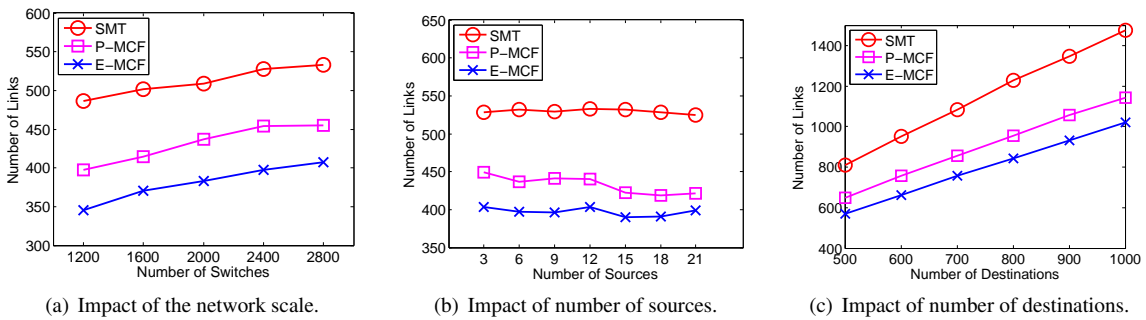 600
550
500
450
400
350
300
Number of Links
SMT
P-MCF
E-MCF
1200 1600 2000 2400 2800
Number of Switches
(a) Impact of the network scale.
650
600
550
500
450
400
350
Number of Links
SMT
P-MCF
E-MCF
3 6 9 12 15 18 21
Number of Sources
(b) Impact of number of sources.
1400
1200
1000
800
600
400
Number of Links
SMT
P-MCF
E-MCF
500 600 700 800 900 1000
Number of Destinations
(c) Impact of number of destinations.